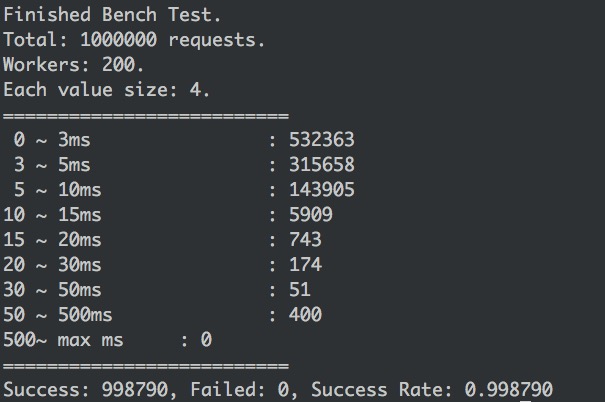 Finished Bench Test.
Total: 1000000 requests.
Workers: 200.
Each value size: 4.
==========================
0 ~ 3ms : 532363
3 ~ 5ms : 315658
5 ~ 10ms : 143905
10 ~ 15ms : 5909
15 ~ 20ms : 743
20 ~ 30ms : 174
30 ~ 50ms : 51
50 ~ 500ms : 400
500~ max ms : 0
==========================
Success: 998790, Failed: 0, Success Rate: 0.998790